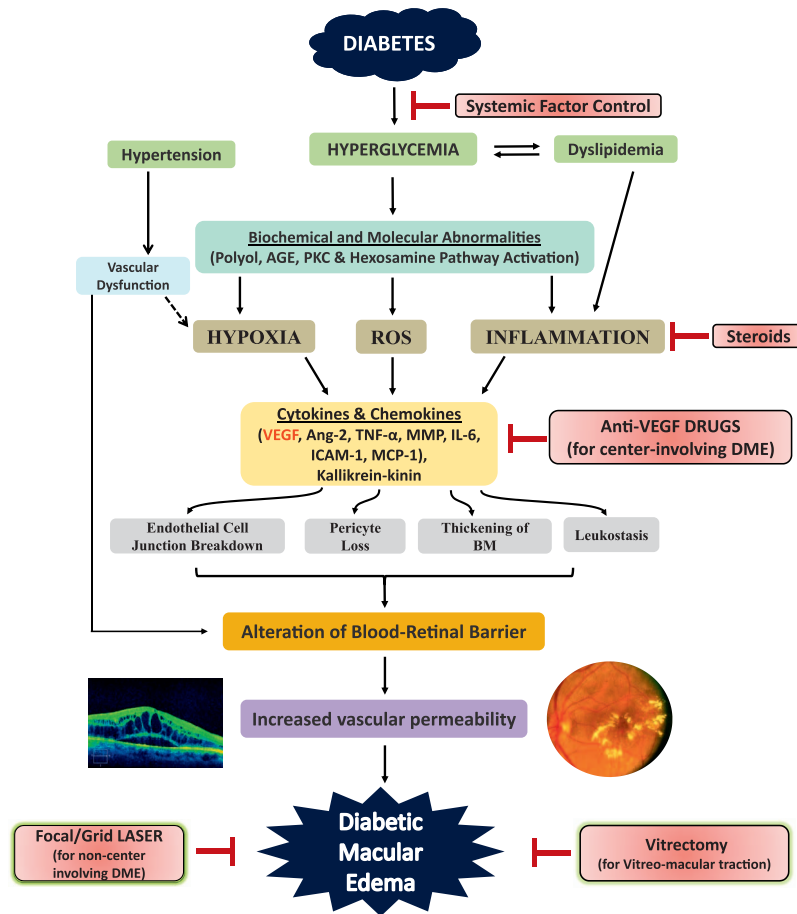 DIABETES
Systemic Factor Control
Hypertension
HYPERGLYCEMIA
Dyslipidemia
Biochemical and Molecular Abnormalities
(Polyol, AGE, PKC & Hexosamine Pathway Activation)
Vascular
Dysfunction
HYPOXIA
ROS
INFLAMMATION
Steroids
Cytokines & Chemokines
(VEGF, Ang-2, TNF-α, MMP, IL-6,
ICAM-1, MCP-1),
Kallikrein-kinin
Anti-VEGF DRUGS
(for center-involving DME)
Endothelial Cell
Junction Breakdown
Pericyte
Loss
Thickening of
BM
Leukostasis
Alteration of Blood-Retinal Barrier
Increased vascular permeability
Focal/Grid LASER
(for non-center
involving DME)
Diabetic
Macular
Edema
Vitrectomy
(for Vitreo-macular traction)